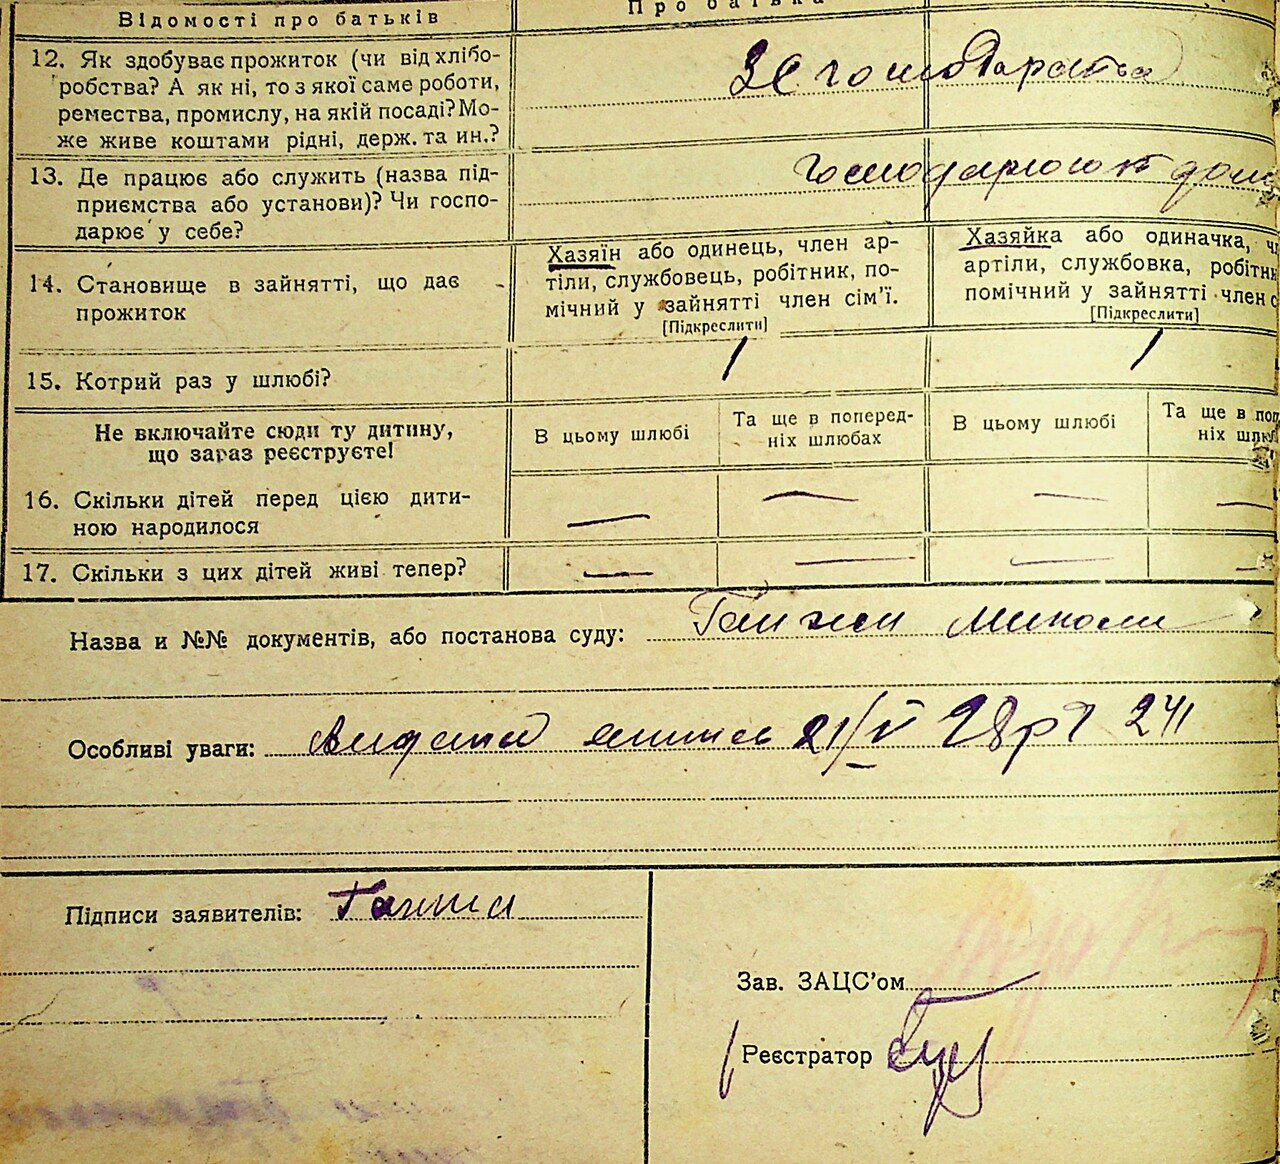 Відомості про батьків
Про батька
12. Як здобуває прожиток (чи від хлібо-
робства? А як ні, то з якої саме роботи,
ремества, промислу, на якій посаді? Мо-
же живе коштами рідні, держ. та ин.?
Зі господарства
13. Де працює або служить (назва під-
приємства або установи)? Чи госпо-
дарює у себе?
14. Становище в зайнятті, що дає
прожиток
Хазяїн або одинець, член ар-
тіли, службовець, робітник, по-
мічний у зайнятті член сім'ї.
[Підкреслити]
Хазяйка або одиначка,
артіли, службовка, робітн
помічний у зайнятті член с
[Підкреслити]
15. Котрий раз у шлюбі?
1
1
Не включайте сюди ту дитину,
що зараз реєструєте!
В цьому шлюбі
Та ще в поперед-
ніх шлюбах
В цьому шлюбі
Та ще в поп
ніх шлю
16. Скільки дітей перед цією дити-
ною народилося
— — — —
17. Скільки з цих дітей живі тепер?
— — — —
Назва и №№ документів, або постанова суду:
Особливі уваги: 21/V 28 р 241
Підписи заявителів:
Зав. ЗАЦС'ом
Реєстратор